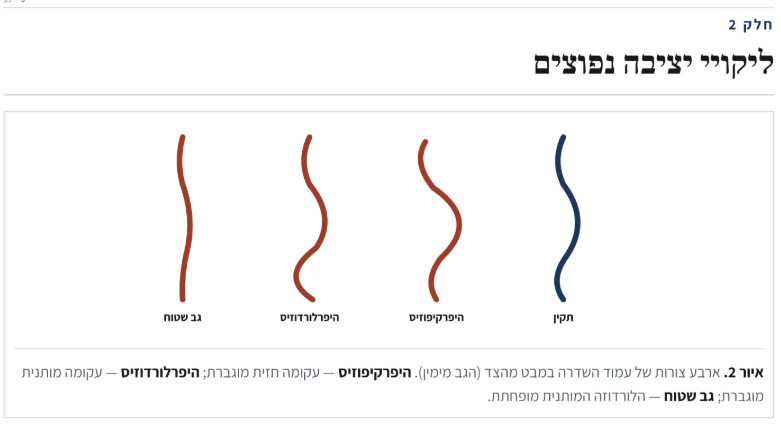 חלק 2
ליקויי יציבה נפוצים
תקין
היפרקיפוזיס
היפרלורדוזיס
גב שטוח
איור 2. ארבע צורות של עמוד השדרה במבט מהצד (הגב מימין). היפרקיפוזיס — עקומה חזית מוגברת; היפרלורדוזיס — עקומה מותנית
מוגברת; גב שטוח — הלורדוזה המותנית מופחתת.